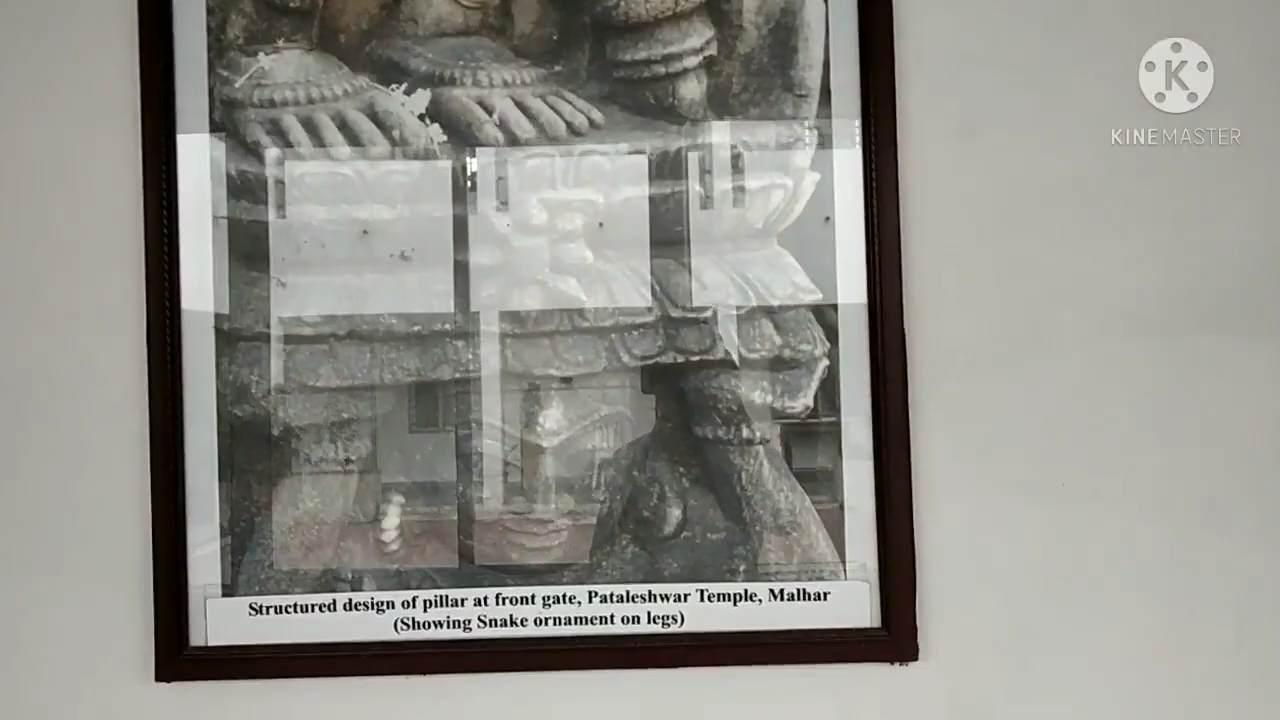 K
KINEMASTER
Structured design of pillar at front gate, Pataleshwar Temple, Malhar
(Showing Snake ornament on legs)